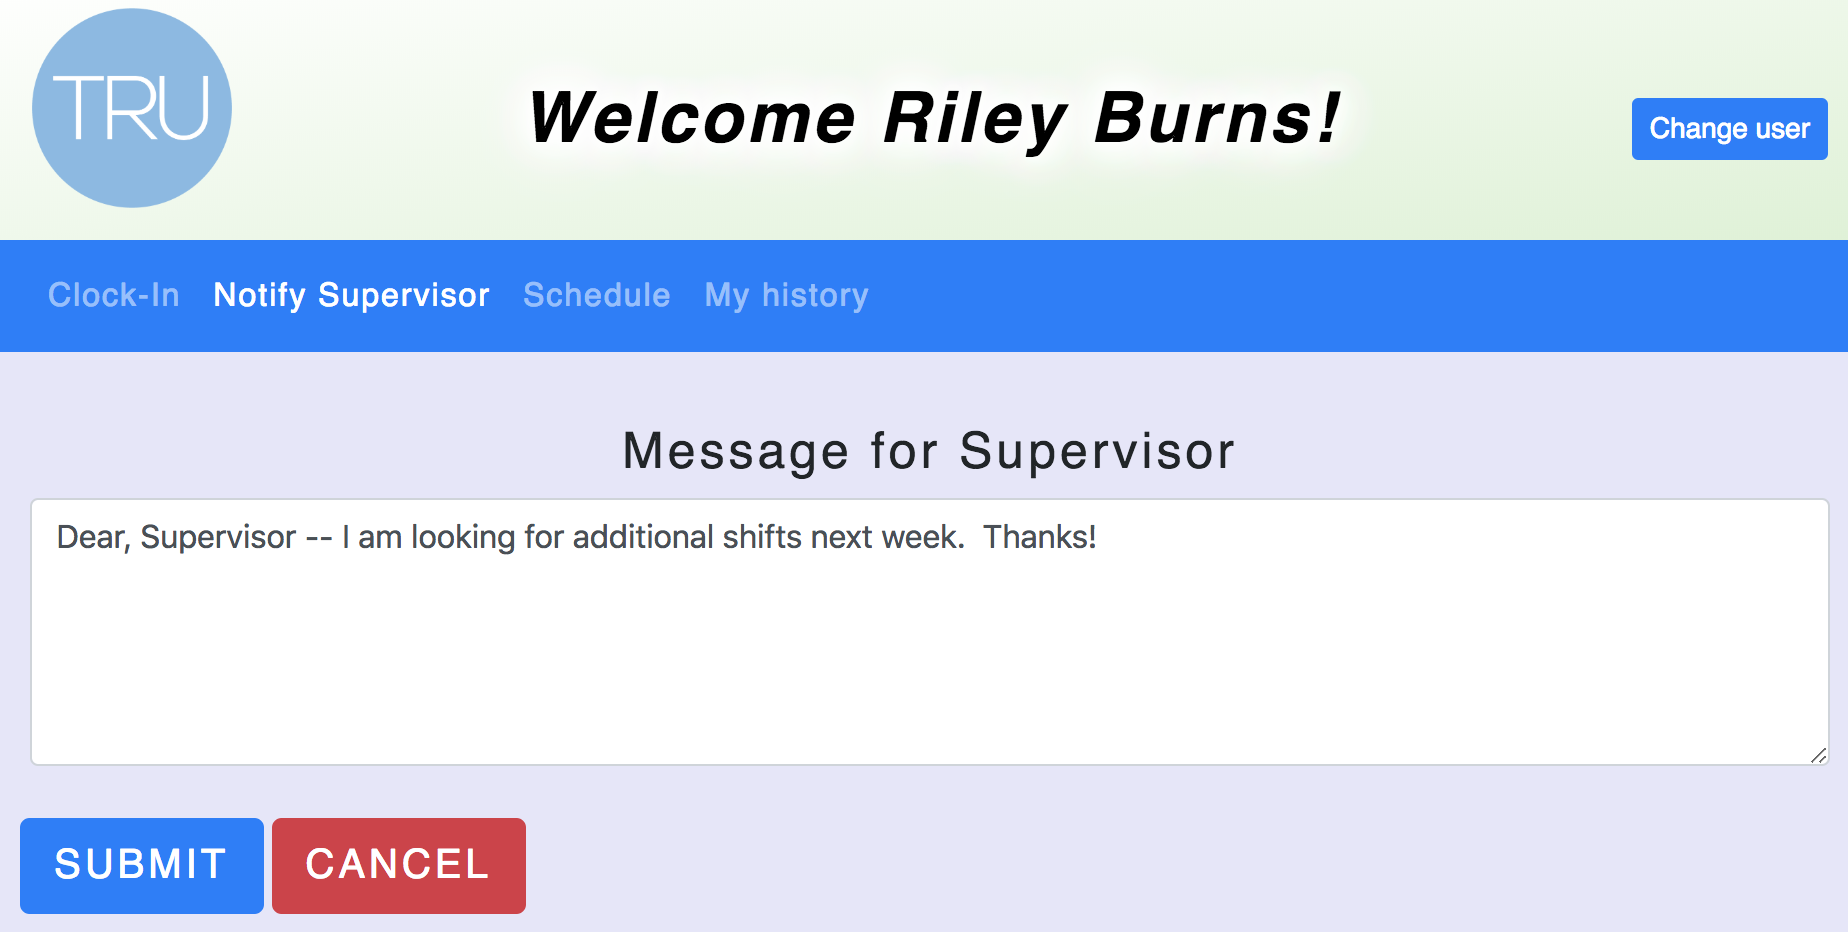 TRU
Welcome Riley Burns!
Change user
Clock-In Notify Supervisor Schedule My history
Message for Supervisor
Dear, Supervisor -- I am looking for additional shifts next week.  Thanks!
SUBMIT CANCEL